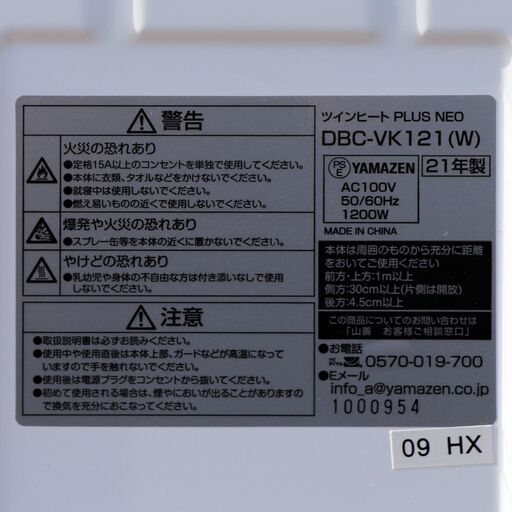 警告
火災の恐れあり
●定格15A以上のコンセントを単独で使用してください。
●本体に衣類、タオルなどをかけないでください。
●就寝中は使用しないでください。
●燃え易いものの近くで使用しないでください。
爆発や火災の恐れあり
●スプレー缶等を本体の近くに置かないでください。
やけどの恐れあり
●乳幼児や身体の不自由な方は付き添いなしで使用
しないでください。
注意
●取扱説明書は必ずお読みください。
●使用中や使用直後は本体上部、ガードなどが高温になって
いますので手を触れないでください。
●使用後は電源プラグをコンセントから抜いてください。
●初めて使用される場合は、煙やにおいが出ることがあります
ので換気を充分におこなってください。
ツインヒート PLUS NEO
DBC-VK121(W)
PSE YAMAZEN
21年製
AC100V
50/60Hz
1200W
MADE IN CHINA
本体は周囲のものから充分に距離
をおいてご使用ください
前方・上方:1m以上
側方:30cm以上(片側は開放)
後方:4.5cm以上
この商品についてのお問い合わせは
「山善 お客様ご相談窓口」
●お電話
0570-019-700
●Eメール
info_a@yamazen.co.jp
1000954
09 HX